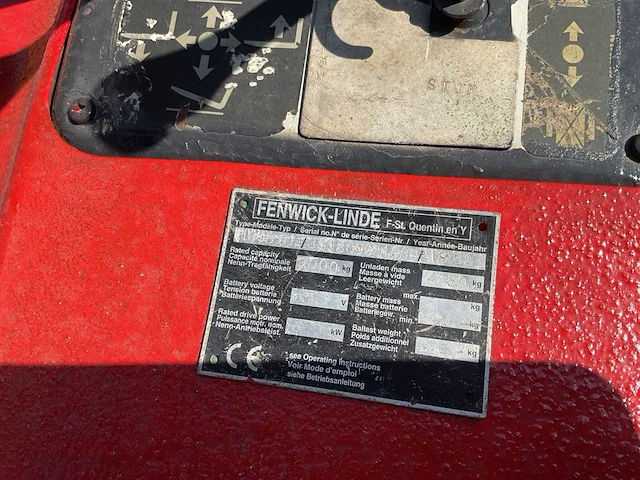 STOP
FENWICK-LINDE F-St. Quentin en Y
Type-Modèle-Typ / Serial no.N° de série-Serien-Nr / Year-Année-Baujahr
Rated capacity
Capacité nominale
Nenn-Tragfähigkeit
kg
Unladen mass
Masse à vide
Leergewicht
kg
Battery voltage
Tension batterie
Batteriespannung
V
max.
Battery mass
Masse batterie
Batteriegew. min.
kg
kg
Rated drive power
Puissance motr. nom.
Nenn-Antriebsleist.
kW
Ballast weight
Poids additionnel
Zusatzgewicht
kg
CE
see Operating Instructions
Voir Mode d'emploi
siehe Betriebsanleitung